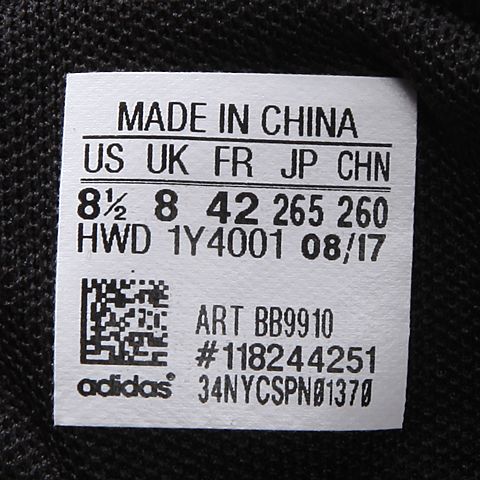 MADE IN CHINA
US UK FR JP CHN
8½ 8 42 265 260
HWD 1Y4001 08/17
ART BB9910
#118244251
adidas® 34NYCSPN01370